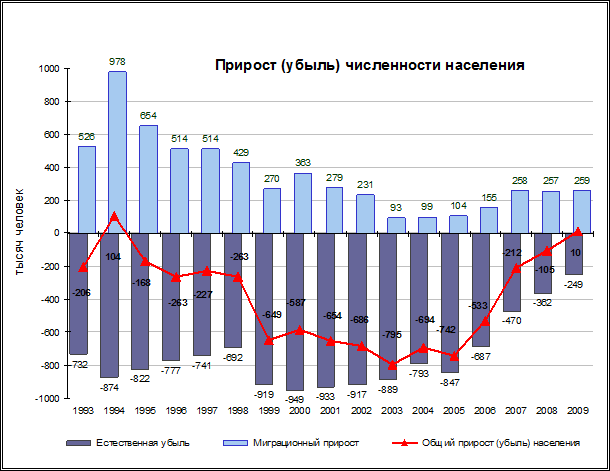 Прирост (убыль) численности населения
тысяч человек
1000
800
600
400
200
0
-200
-400
-600
-800
-1000
526 978 654 514 514 429 270 363 279 231 93 99 104 155 258 257 259
-206 104 -168 -263 -227 -263 -649 -587 -654 -686 -795 -694 -742 -533 -212 -105 10
-732 -874 -822 -777 -741 -692 -919 -949 -933 -917 -889 -793 -847 -687 -470 -362 -249
1993 1994 1995 1996 1997 1998 1999 2000 2001 2002 2003 2004 2005 2006 2007 2008 2009
Естественная убыль Миграционный прирост Общий прирост (убыль) населения